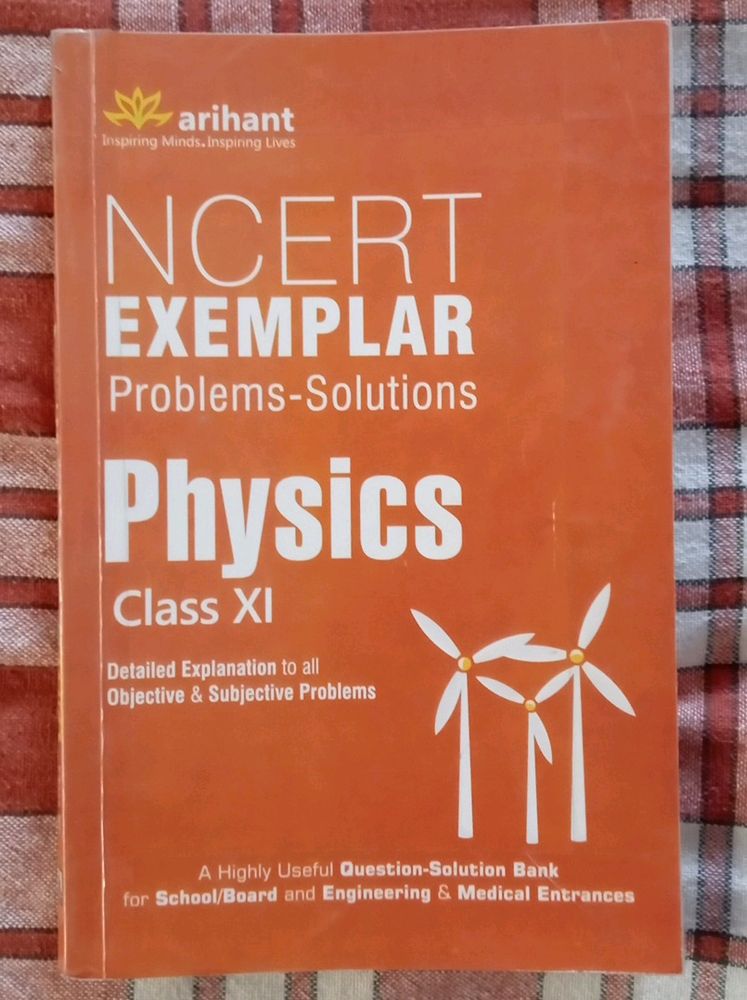 arihant
Inspiring Minds. Inspiring Lives
NCERT
EXEMPLAR
Problems-Solutions
Physics
Class XI
Detailed Explanation to all
Objective & Subjective Problems
A Highly Useful Question-Solution Bank
for School/Board and Engineering & Medical Entrances